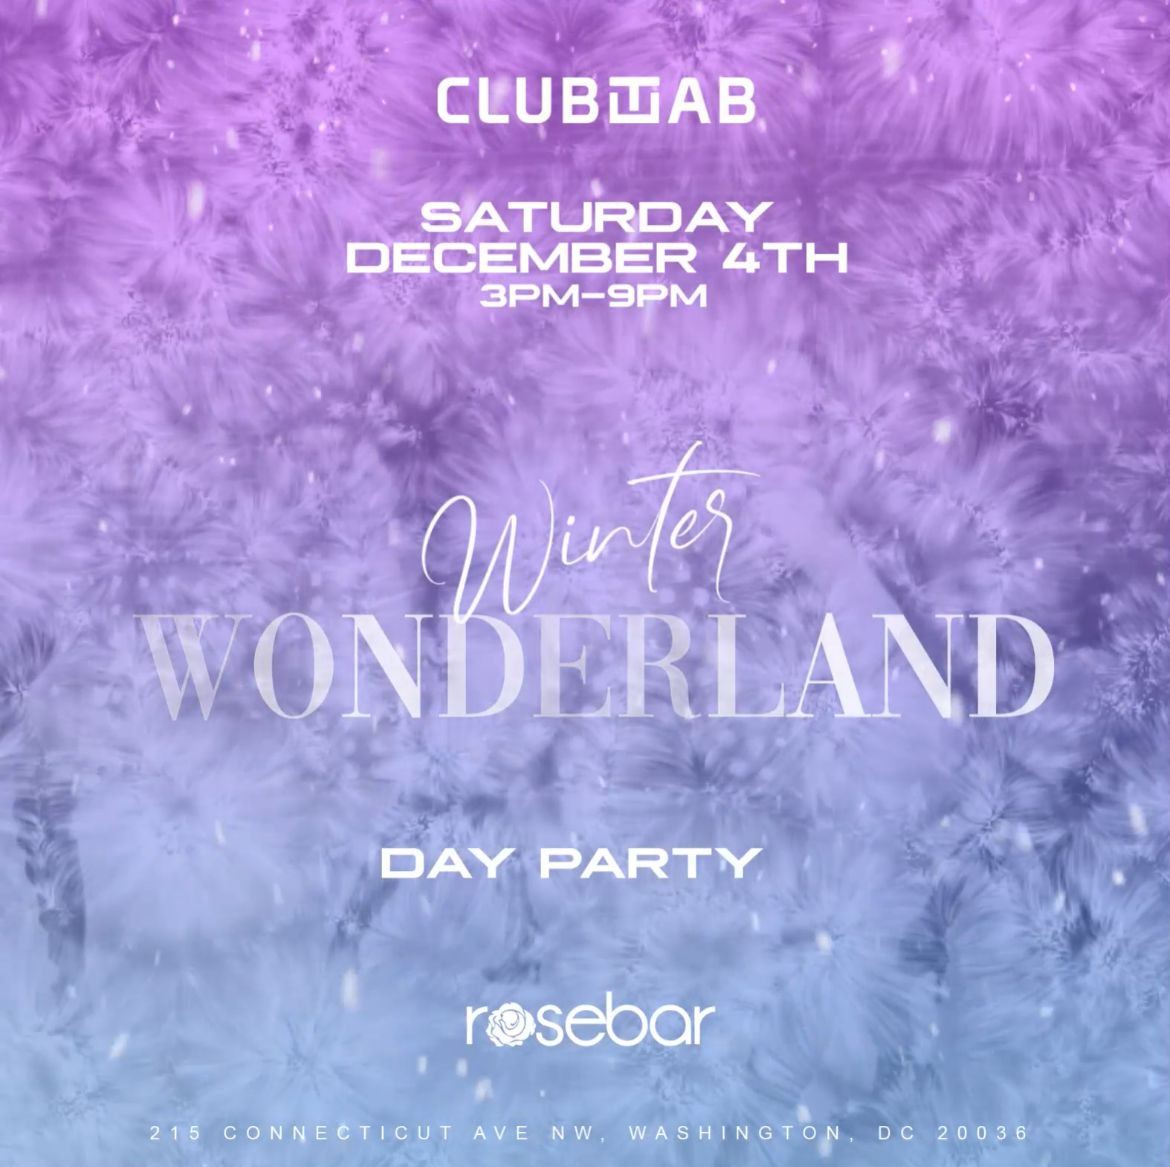 CLUBTAB
SATURDAY
DECEMBER 4TH
3PM-9PM
Winter
WONDERLAND
DAY PARTY
rosebar
215 CONNECTICUT AVE NW, WASHINGTON, DC 20036